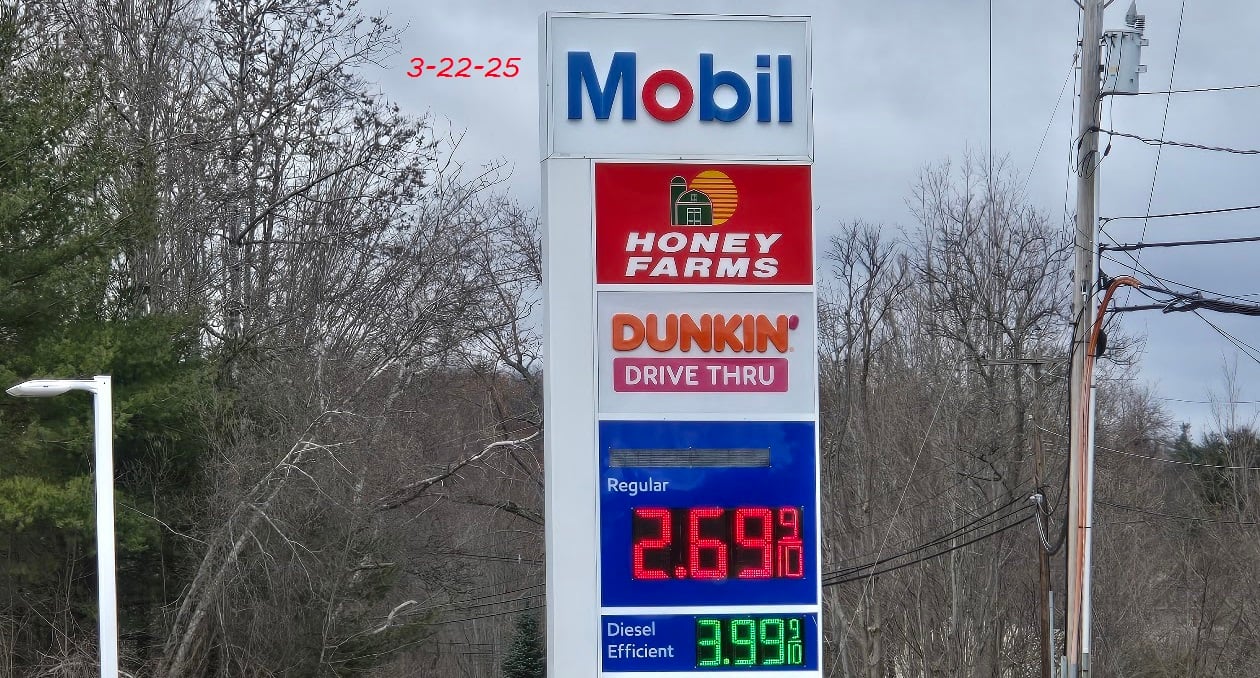 3-22-25
Mobil
HONEY
FARMS
DUNKIN'
DRIVE THRU
Regular
2.69 9/10
Diesel
Efficient
3.99 9/10